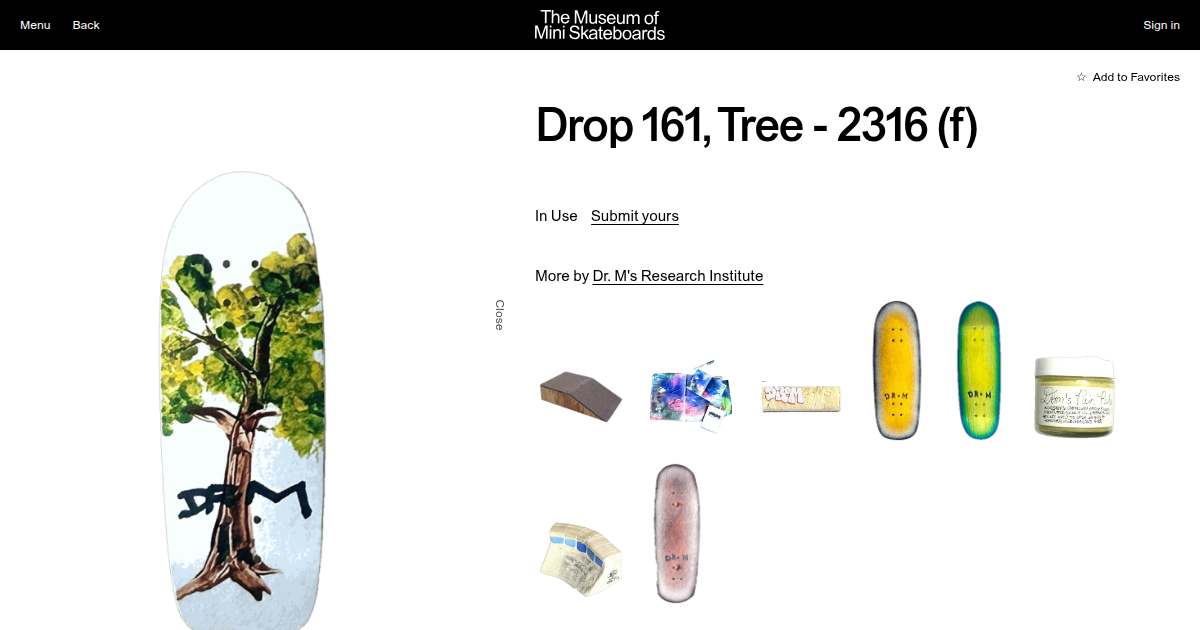 Menu
Back
The Museum of
Mini Skateboards
Sign in
☆ Add to Favorites
Drop 161, Tree - 2316 (f)
In Use
Submit yours
More by Dr. M's Research Institute
Close
DR M
DR•M
DR•M
DR•M